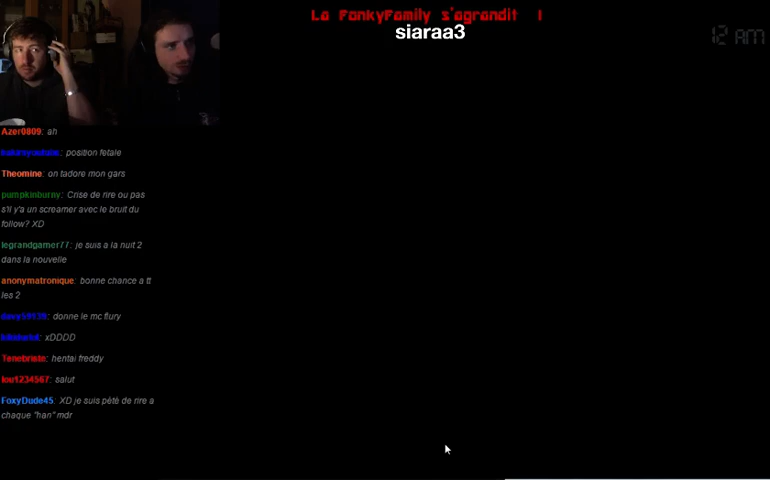 La FonkyFamily s'agrandit !
siaraa3
12 AM
Azer0809: ah
position fetale
Theomine: on tadore mon gars
pumpkinburny: Crise de rire ou pas
s'il y'a un screamer avec le bruit du
follow? XD
legrandgamer77: je suis a la nuit 2
dans la nouvelle
anonymatronique: bonne chance a tt
les 2
davy59139: donne le mc flury
xDDDD
Tenebriste: hentai freddy
lou1234567: salut
FoxyDude45: XD je suis pété de rire a
chaque "han" mdr